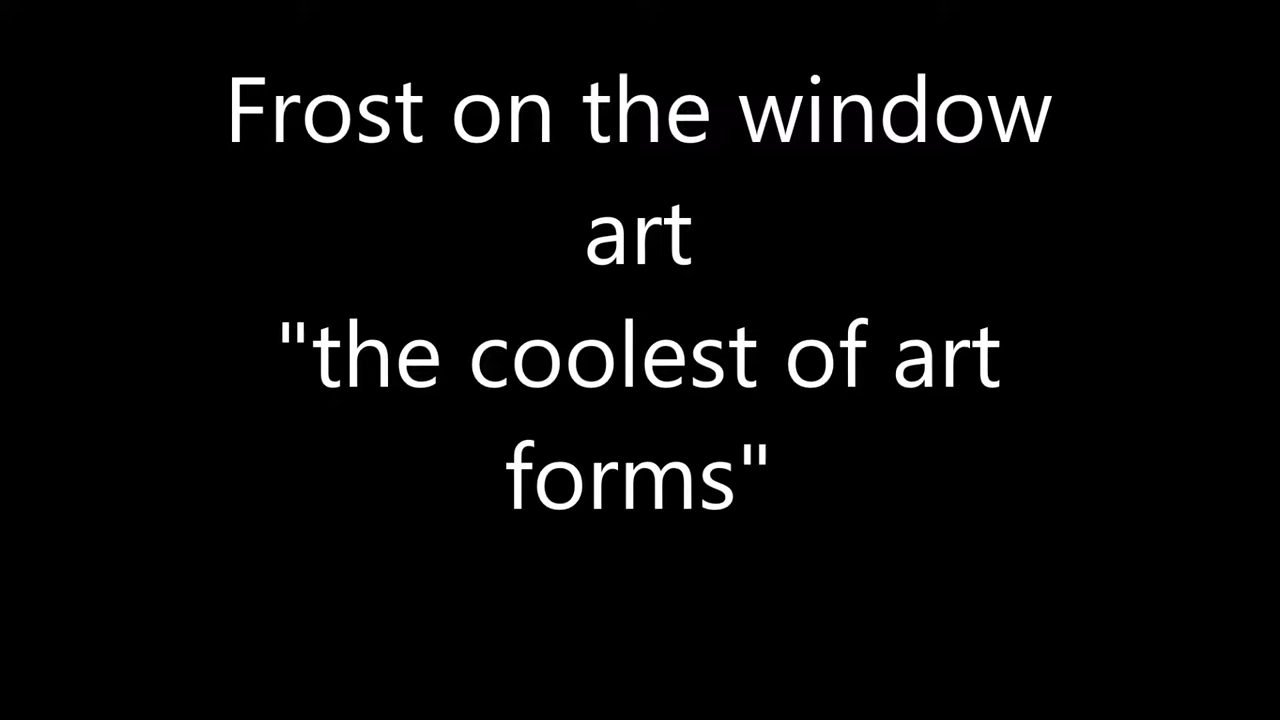 Frost on the window
art
"the coolest of art
forms"